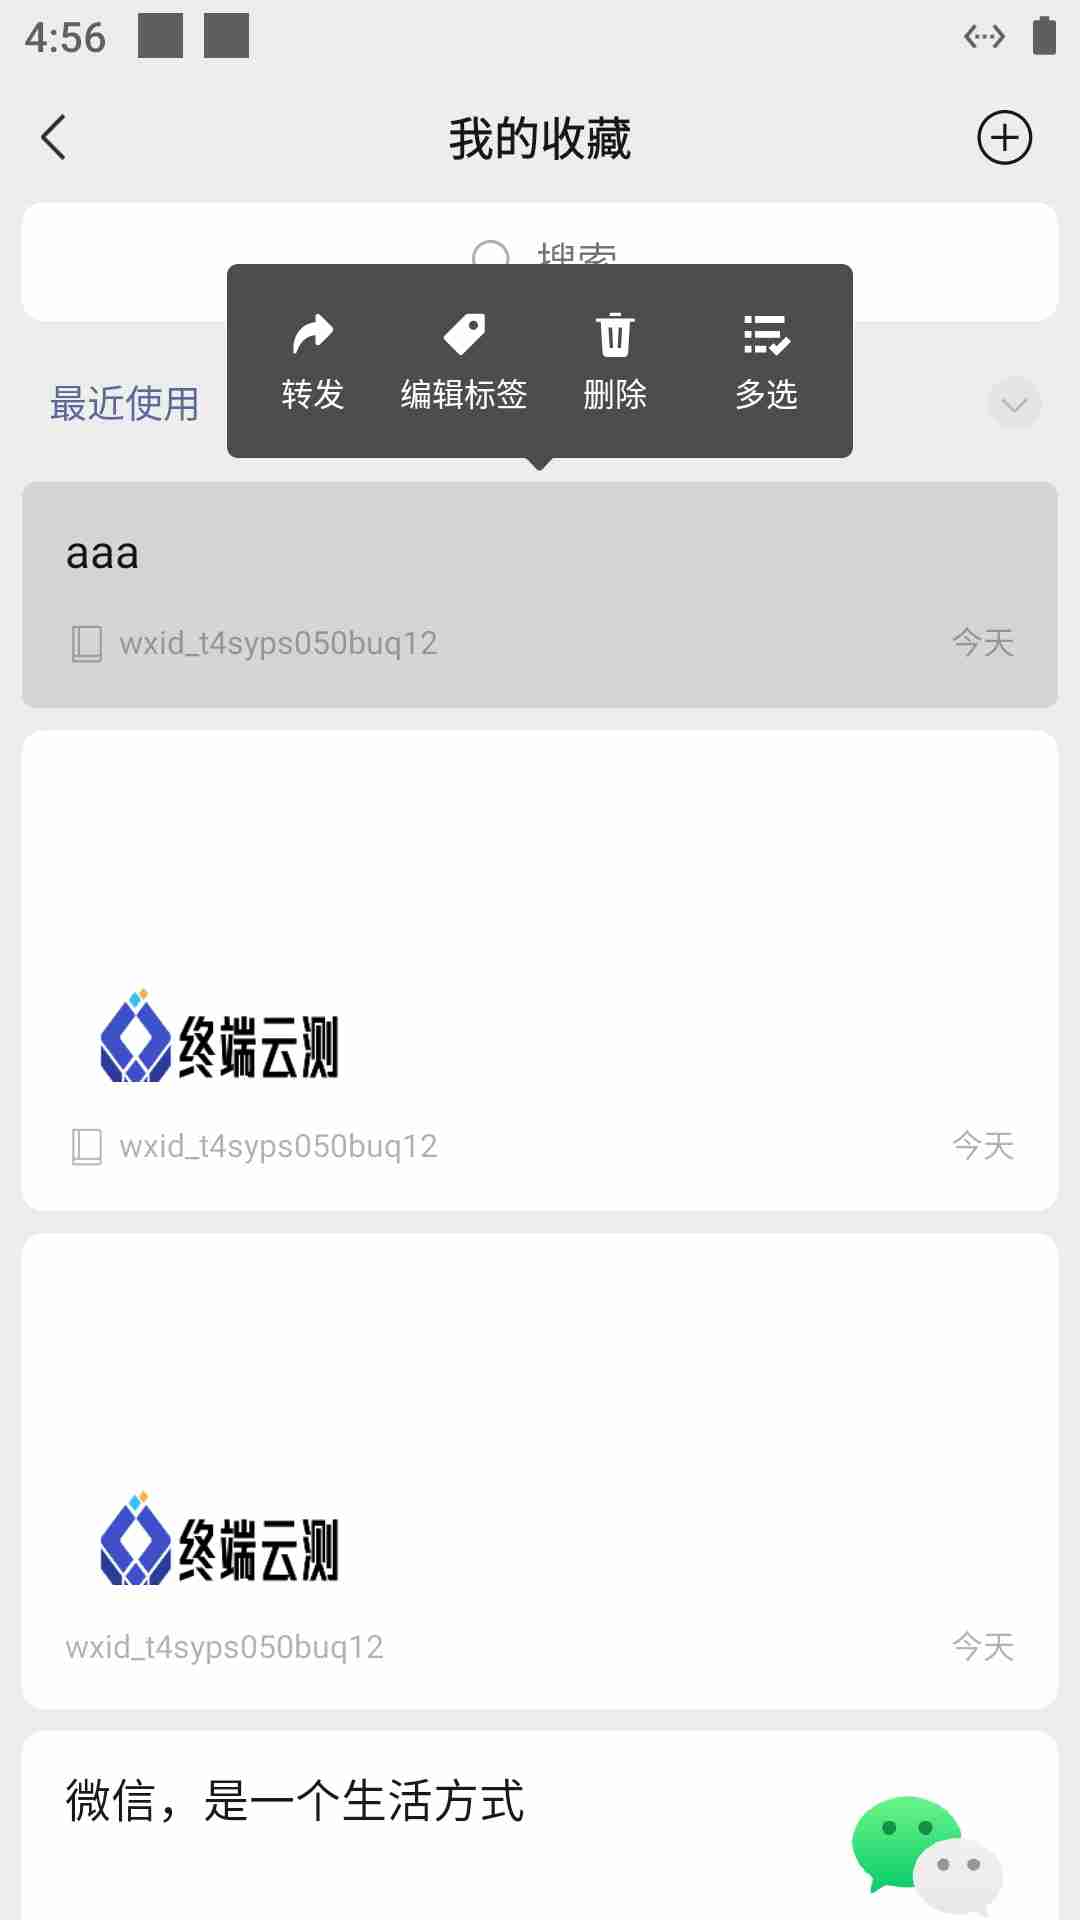 4:56
我的收藏
搜索
转发 编辑标签 删除 多选
最近使用
aaa
wxid_t4syps050buq12 今天
终端云测
wxid_t4syps050buq12 今天
终端云测
wxid_t4syps050buq12 今天
微信，是一个生活方式